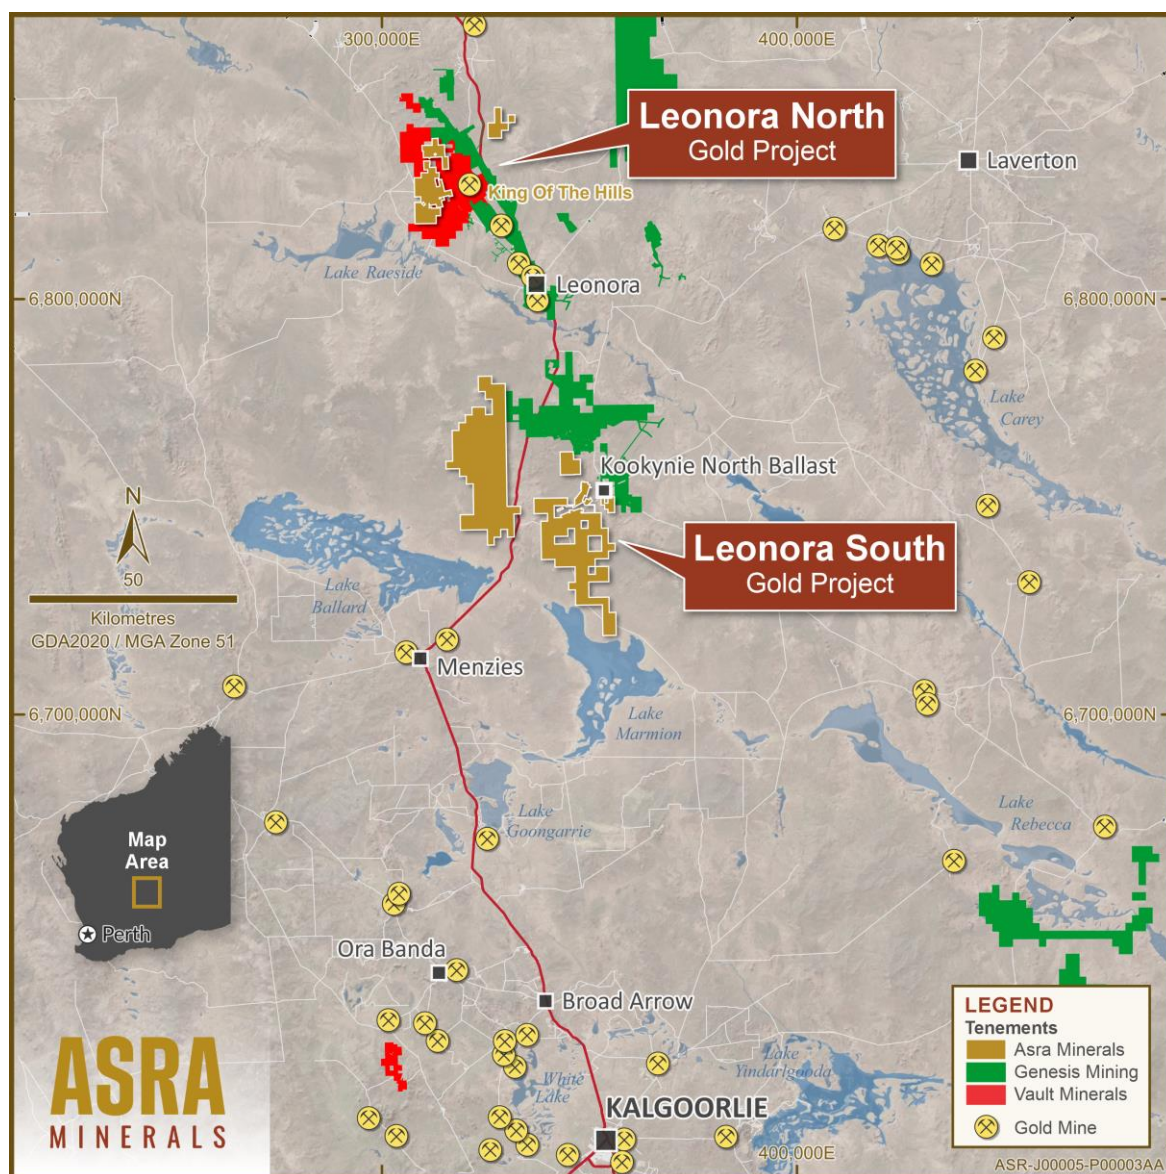 300,000E
400,000E
Leonora North
Gold Project
Laverton
King Of The Hills
Lake Raeside
Leonora
6,800,000N
6,800,000N
Lake
Carey
Kookynie North Ballast
N
Leonora South
Gold Project
50
Kilometres
GDA2020 / MGA Zone 51
Lake
Ballard
Menzies
6,700,000N
6,700,000N
Lake
Marmion
Lake
Goongarrie
Lake
Rebecca
Map
Area
Perth
Ora Banda
Broad Arrow
LEGEND
Tenements
Asra Minerals
Genesis Mining
Vault Minerals
Gold Mine
ASRA
MINERALS
White
Lake
Lake
Yindarlgooda
KALGOORLIE
400,000E
ASR-J00005-P00003AA